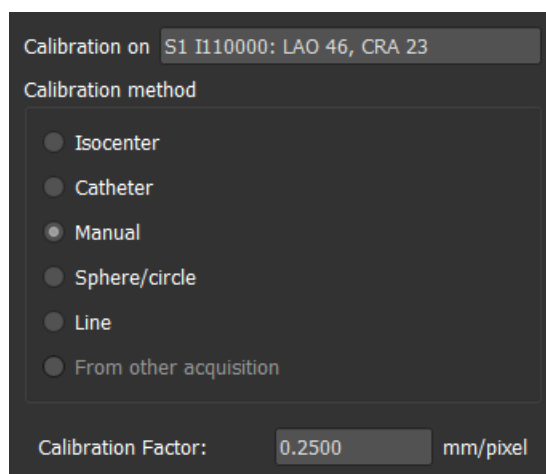 Calibration on S1 I110000: LAO 46, CRA 23
Calibration method
Isocenter
Catheter
Manual
Sphere/circle
Line
From other acquisition
Calibration Factor: 0.2500 mm/pixel